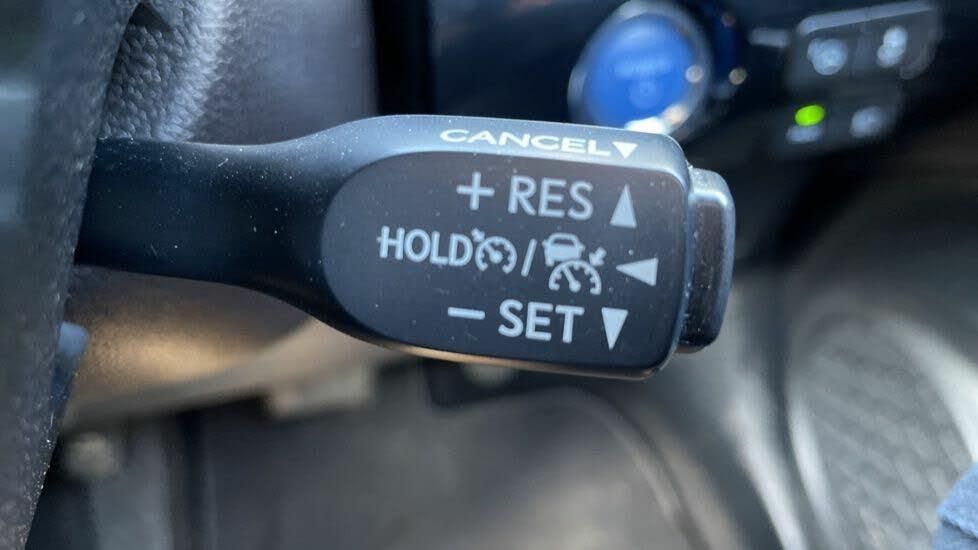 CANCEL▼
+ RES ▲
HOLD / ◀
− SET ▼